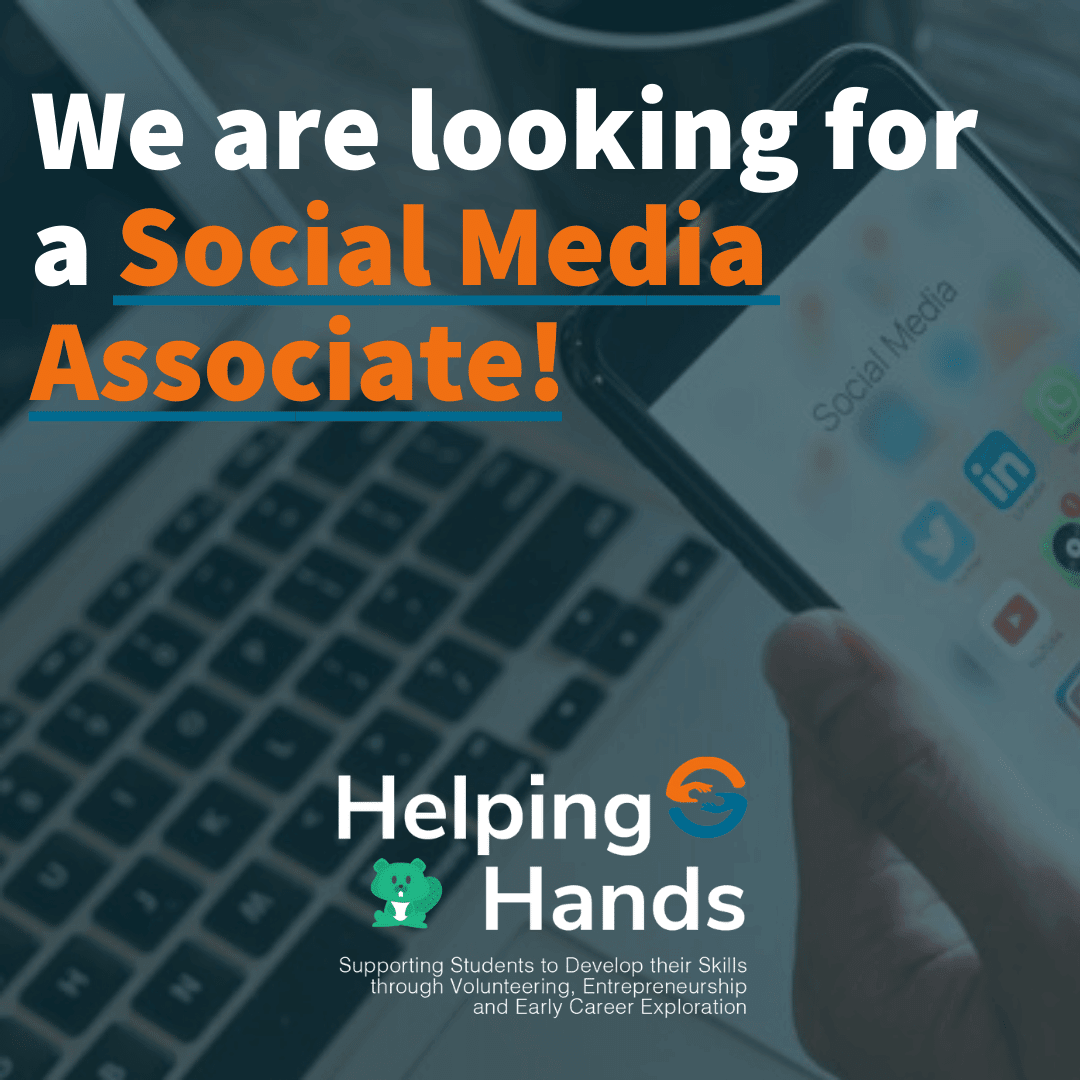 We are looking for
a Social Media
Associate!
Social Media
in
Helping
Hands
Supporting Students to Develop their Skills
through Volunteering, Entrepreneurship
and Early Career Exploration